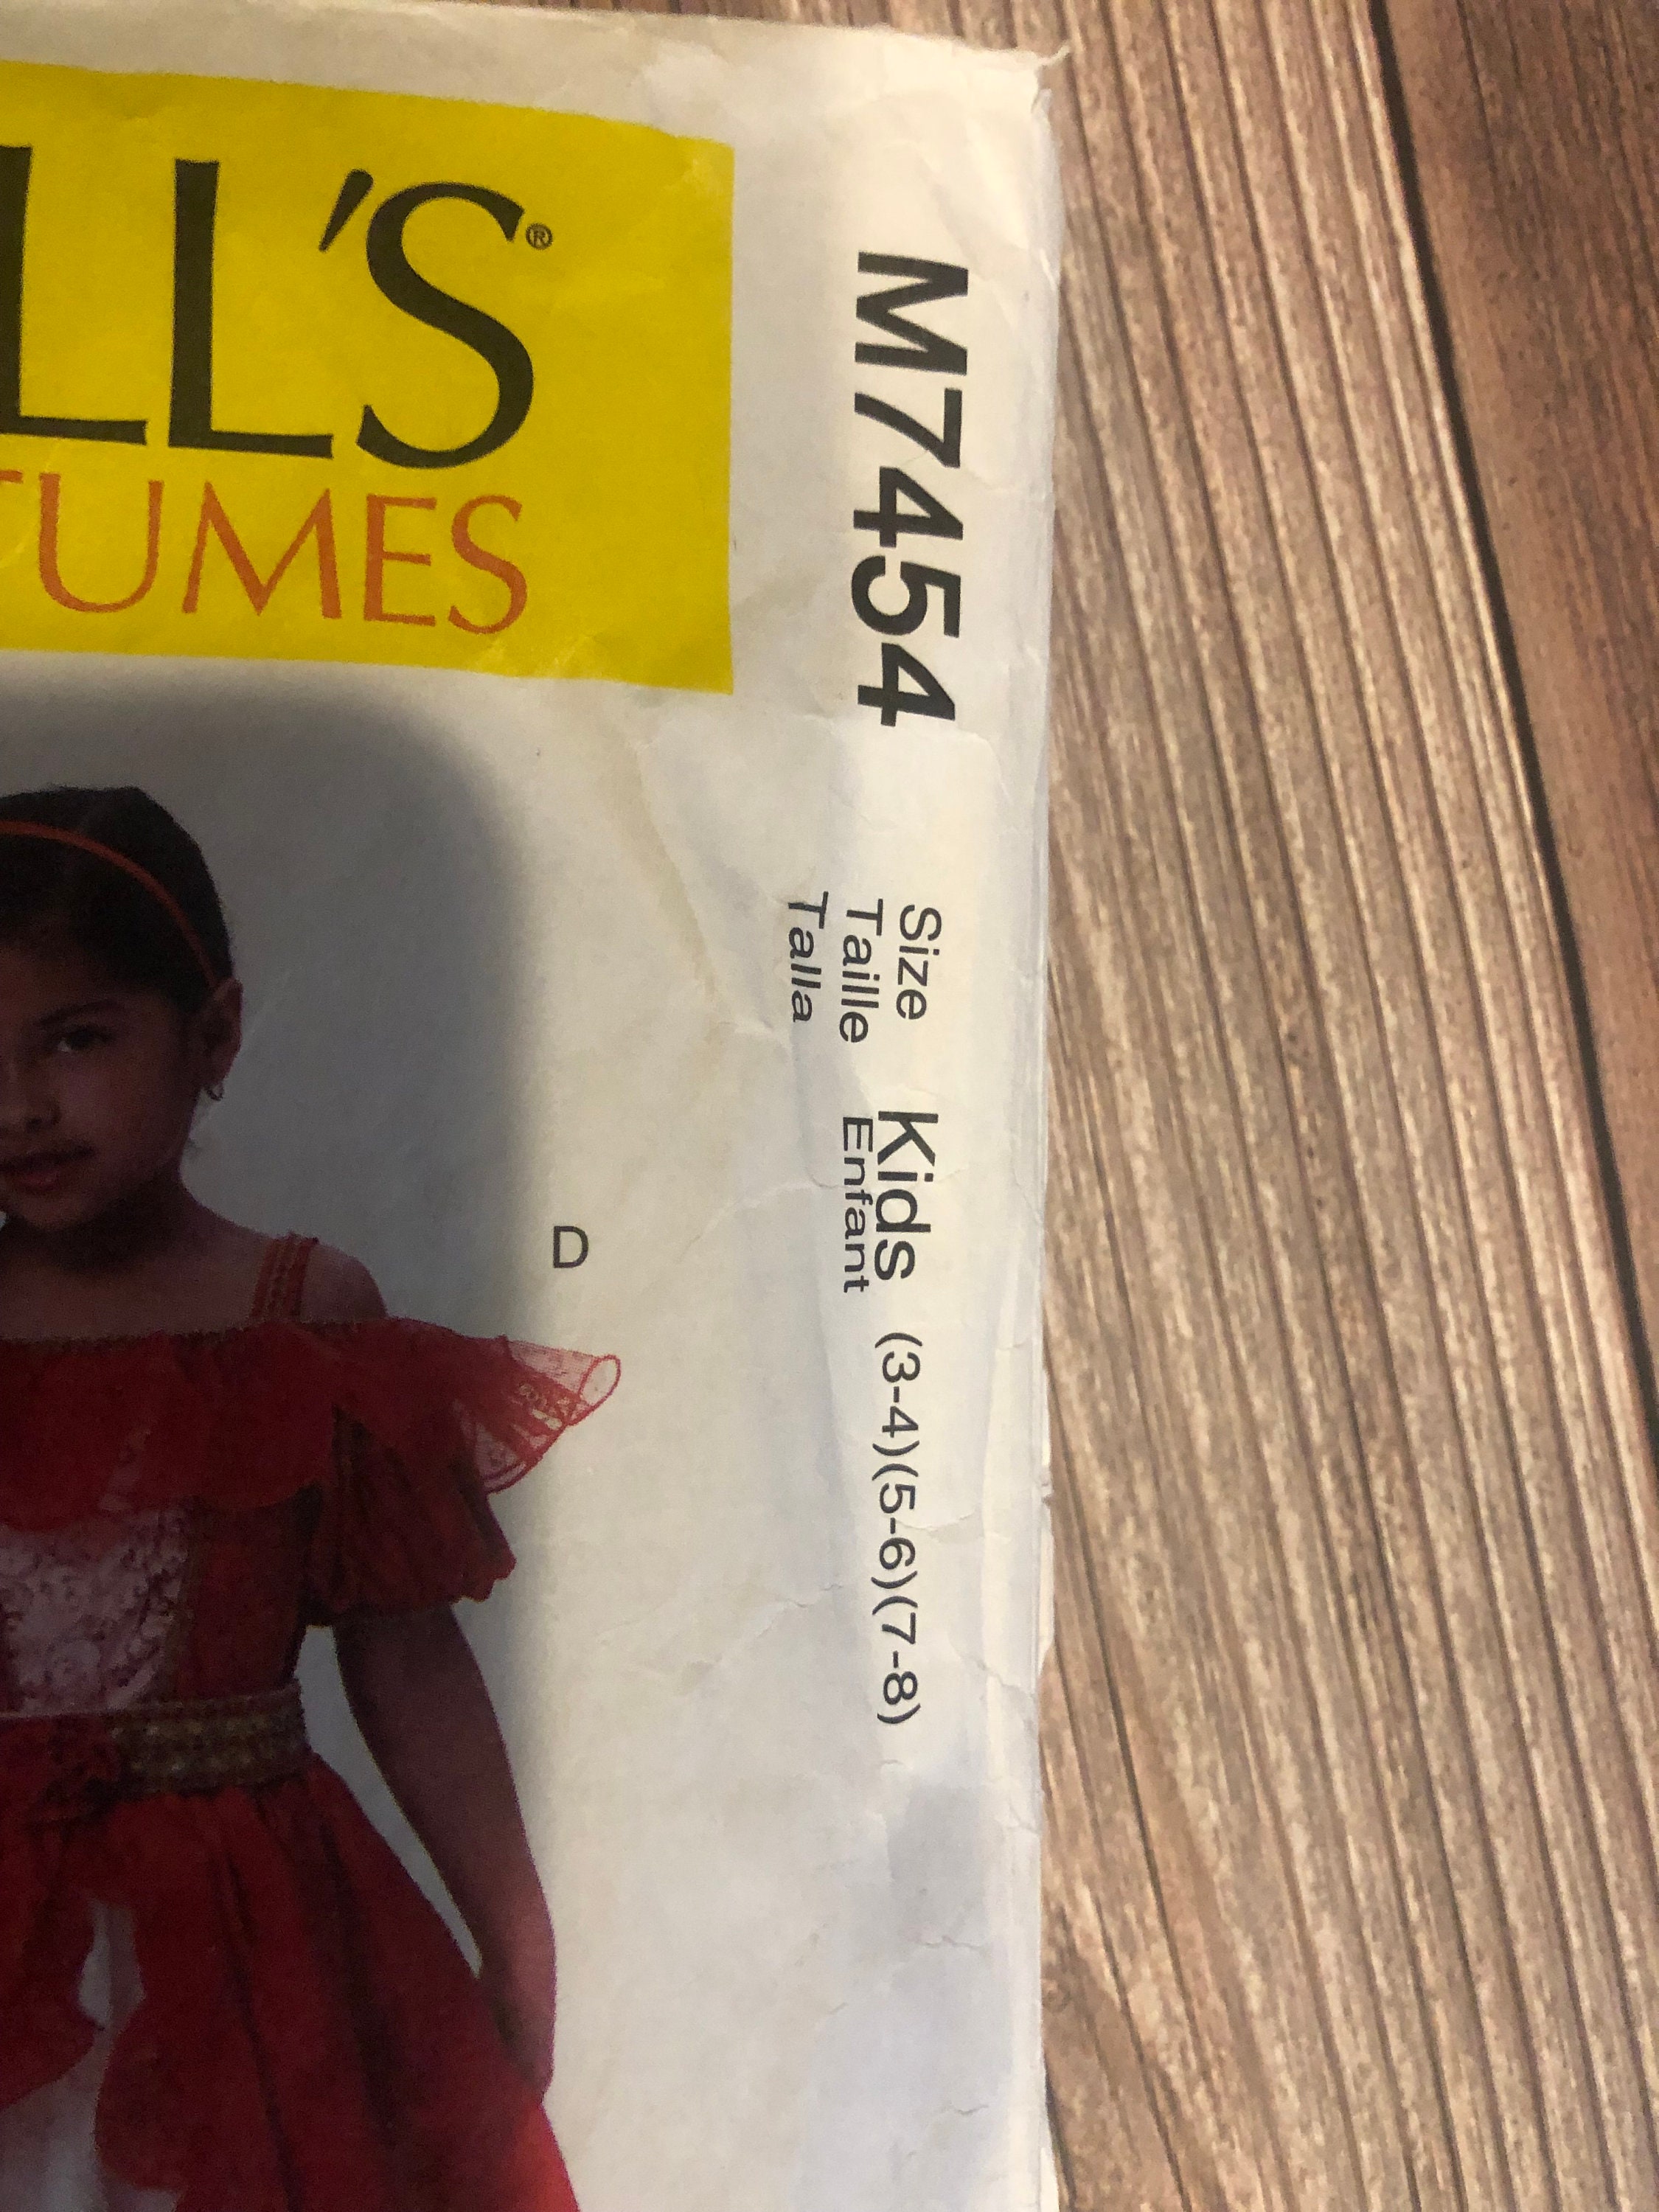 LL'S®
TUMES
M7454
Size
Taille
Talla
Kids
Enfant
(3-4)(5-6)(7-8)
D